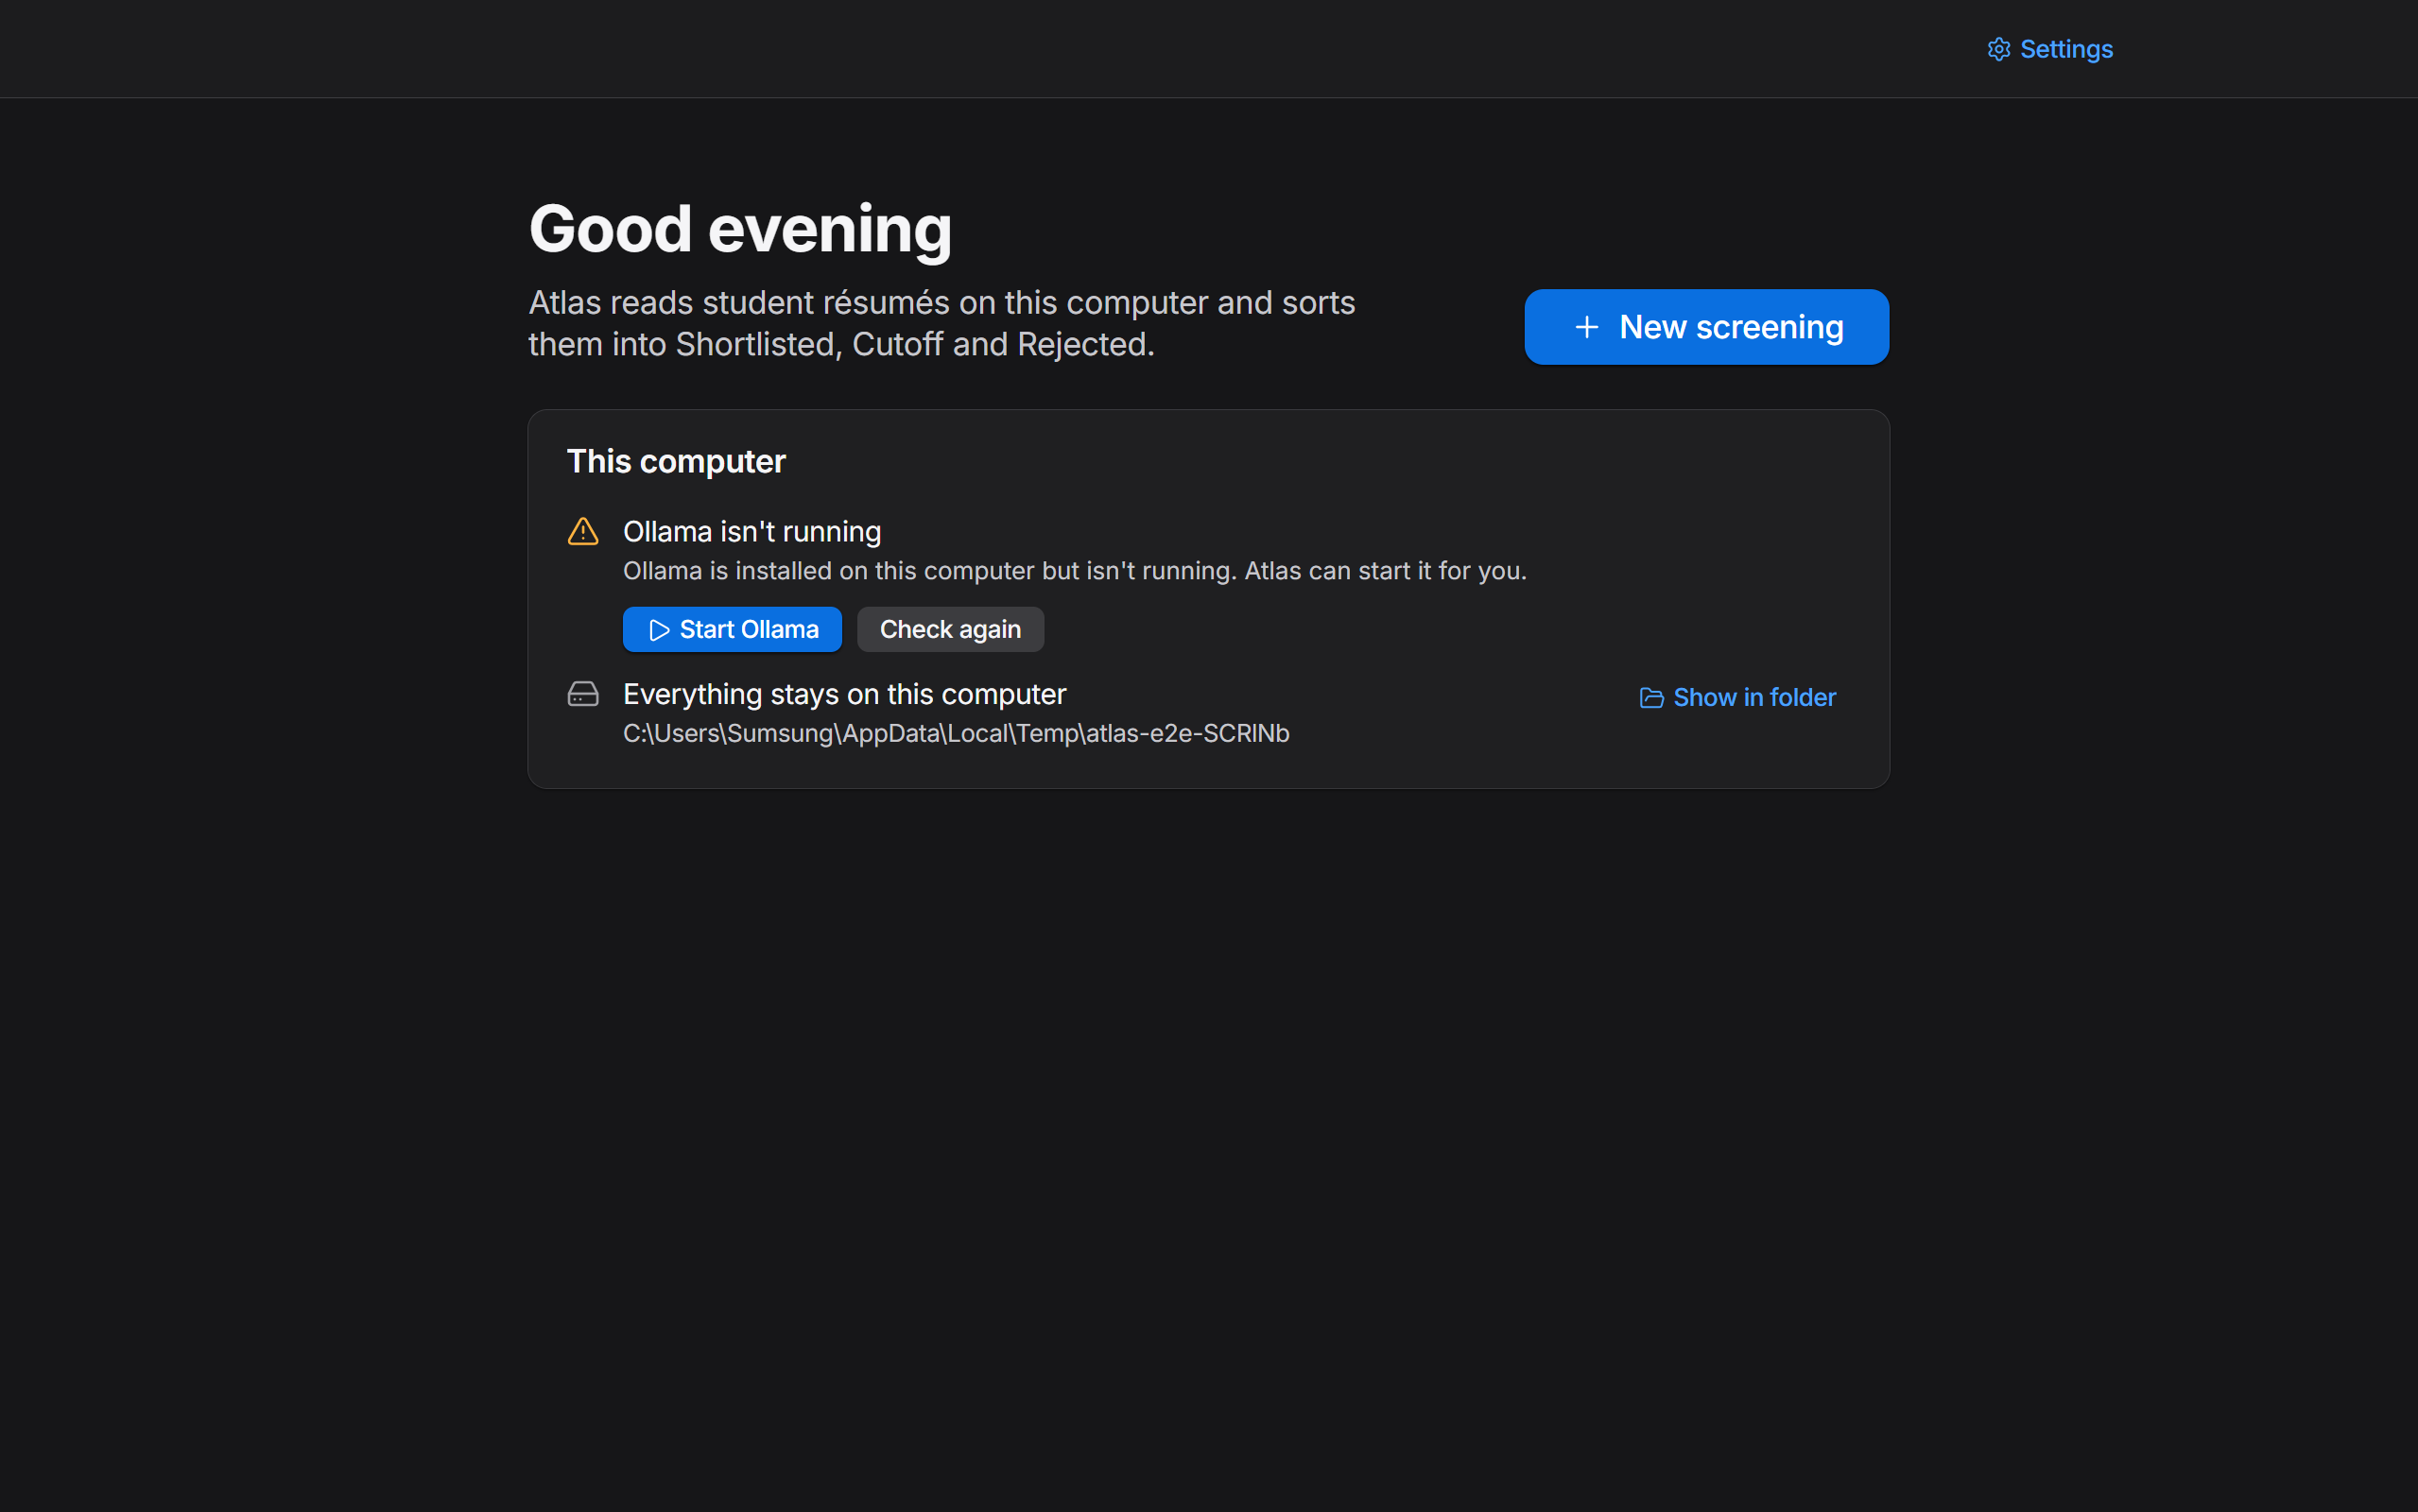 Settings
Good evening
Atlas reads student résumés on this computer and sorts
them into Shortlisted, Cutoff and Rejected.
New screening
This computer
Ollama isn't running
Ollama is installed on this computer but isn't running. Atlas can start it for you.
Start Ollama
Check again
Everything stays on this computer
Show in folder
C:\Users\Sumsung\AppData\Local\Temp\atlas-e2e-SCRINb